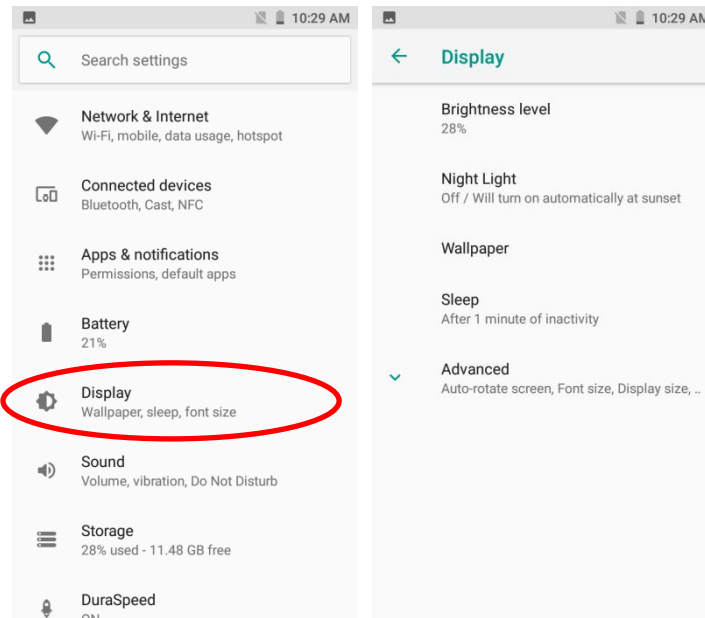 10:29 AM
Search settings
Network & Internet
Wi-Fi, mobile, data usage, hotspot
Connected devices
Bluetooth, Cast, NFC
Apps & notifications
Permissions, default apps
Battery
21%
Display
Wallpaper, sleep, font size
Sound
Volume, vibration, Do Not Disturb
Storage
28% used - 11.48 GB free
DuraSpeed
ON
10:29 AM
Display
Brightness level
28%
Night Light
Off / Will turn on automatically at sunset
Wallpaper
Sleep
After 1 minute of inactivity
Advanced
Auto-rotate screen, Font size, Display size, ..